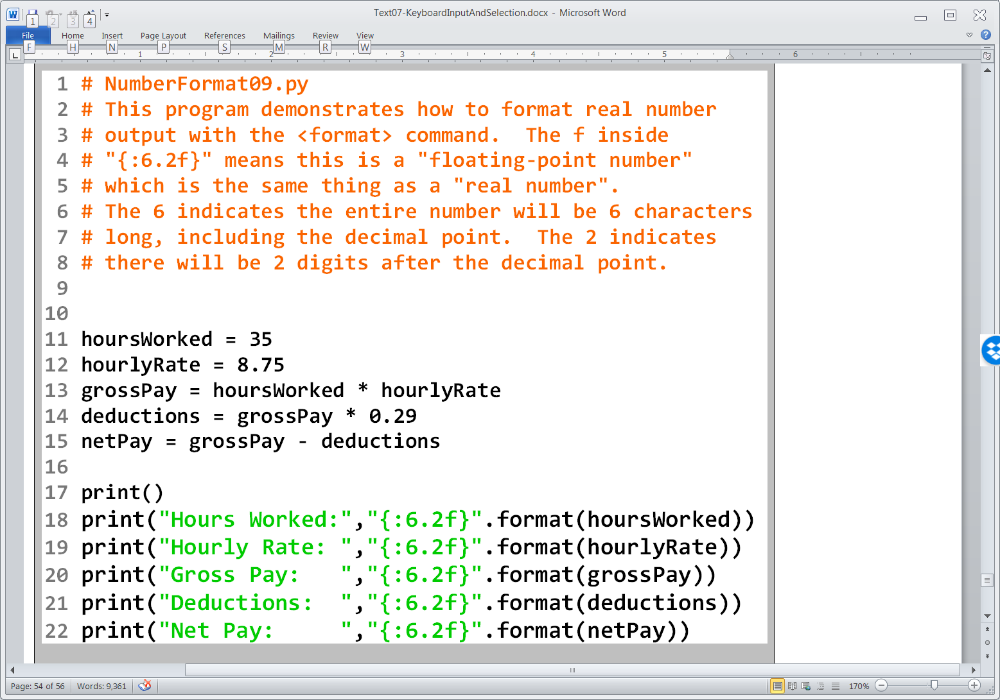 Text07-KeyboardInputAndSelection.docx - Microsoft Word
W 1 2 3 4
File Home Insert Page Layout References Mailings Review View
F H N P S M R W
L 1 2 3 4 5 6
1 # NumberFormat09.py
2 # This program demonstrates how to format real number
3 # output with the <format> command.  The f inside
4 # "{:6.2f}" means this is a "floating-point number"
5 # which is the same thing as a "real number".
6 # The 6 indicates the entire number will be 6 characters
7 # long, including the decimal point.  The 2 indicates
8 # there will be 2 digits after the decimal point.
9
10
11 hoursWorked = 35
12 hourlyRate = 8.75
13 grossPay = hoursWorked * hourlyRate
14 deductions = grossPay * 0.29
15 netPay = grossPay - deductions
16
17 print()
18 print("Hours Worked:","{:6.2f}".format(hoursWorked))
19 print("Hourly Rate: ","{:6.2f}".format(hourlyRate))
20 print("Gross Pay:   ","{:6.2f}".format(grossPay))
21 print("Deductions:  ","{:6.2f}".format(deductions))
22 print("Net Pay:     ","{:6.2f}".format(netPay))
Page: 54 of 56 Words: 9,361 170%